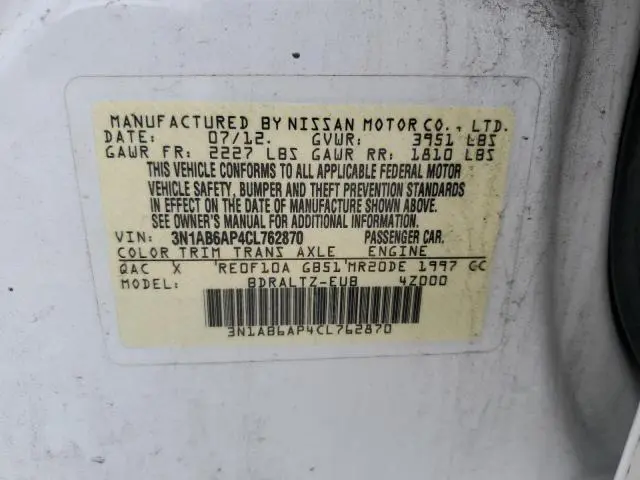 MANUFACTURED BY NISSAN MOTOR CO., LTD.
DATE: 07/12. GVWR: 3951 LBS
GAWR FR: 2227 LBS GAWR RR: 1810 LBS
THIS VEHICLE CONFORMS TO ALL APPLICABLE FEDERAL MOTOR
VEHICLE SAFETY, BUMPER AND THEFT PREVENTION STANDARDS
IN EFFECT ON THE DATE OF MANUFACTURE SHOWN ABOVE.
SEE OWNER'S MANUAL FOR ADDITIONAL INFORMATION.
VIN: 3N1AB6AP4CL762870 PASSENGER CAR.
COLOR TRIM TRANS AXLE ENGINE
QAC X RE0F10A GB51 MR20DE 1997 CC
MODEL: BDRALTZ-EUB 4Z000
3N1AB6AP4CL762870